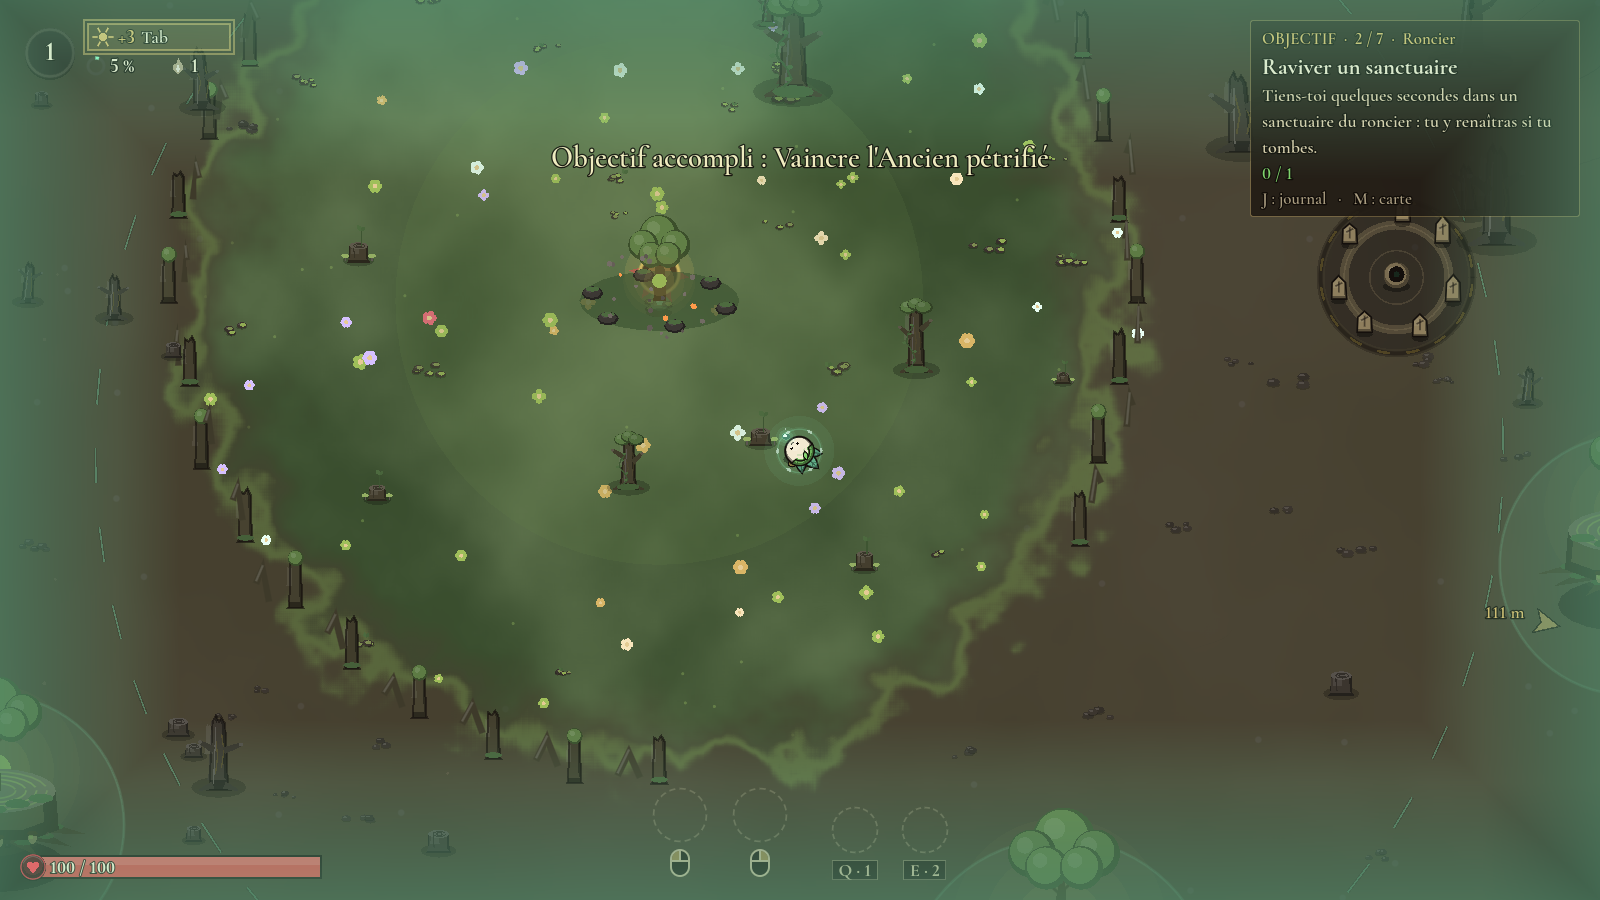 1
+3 Tab
5 %
1
OBJECTIF · 2 / 7 · Roncier
Raviver un sanctuaire
Tiens-toi quelques secondes dans un
sanctuaire du roncier : tu y renaîtras si tu
tombes.
0 / 1
J : journal · M : carte
Objectif accompli : Vaincre l'Ancien pétrifié
111 m
100 / 100
Q · 1
E · 2